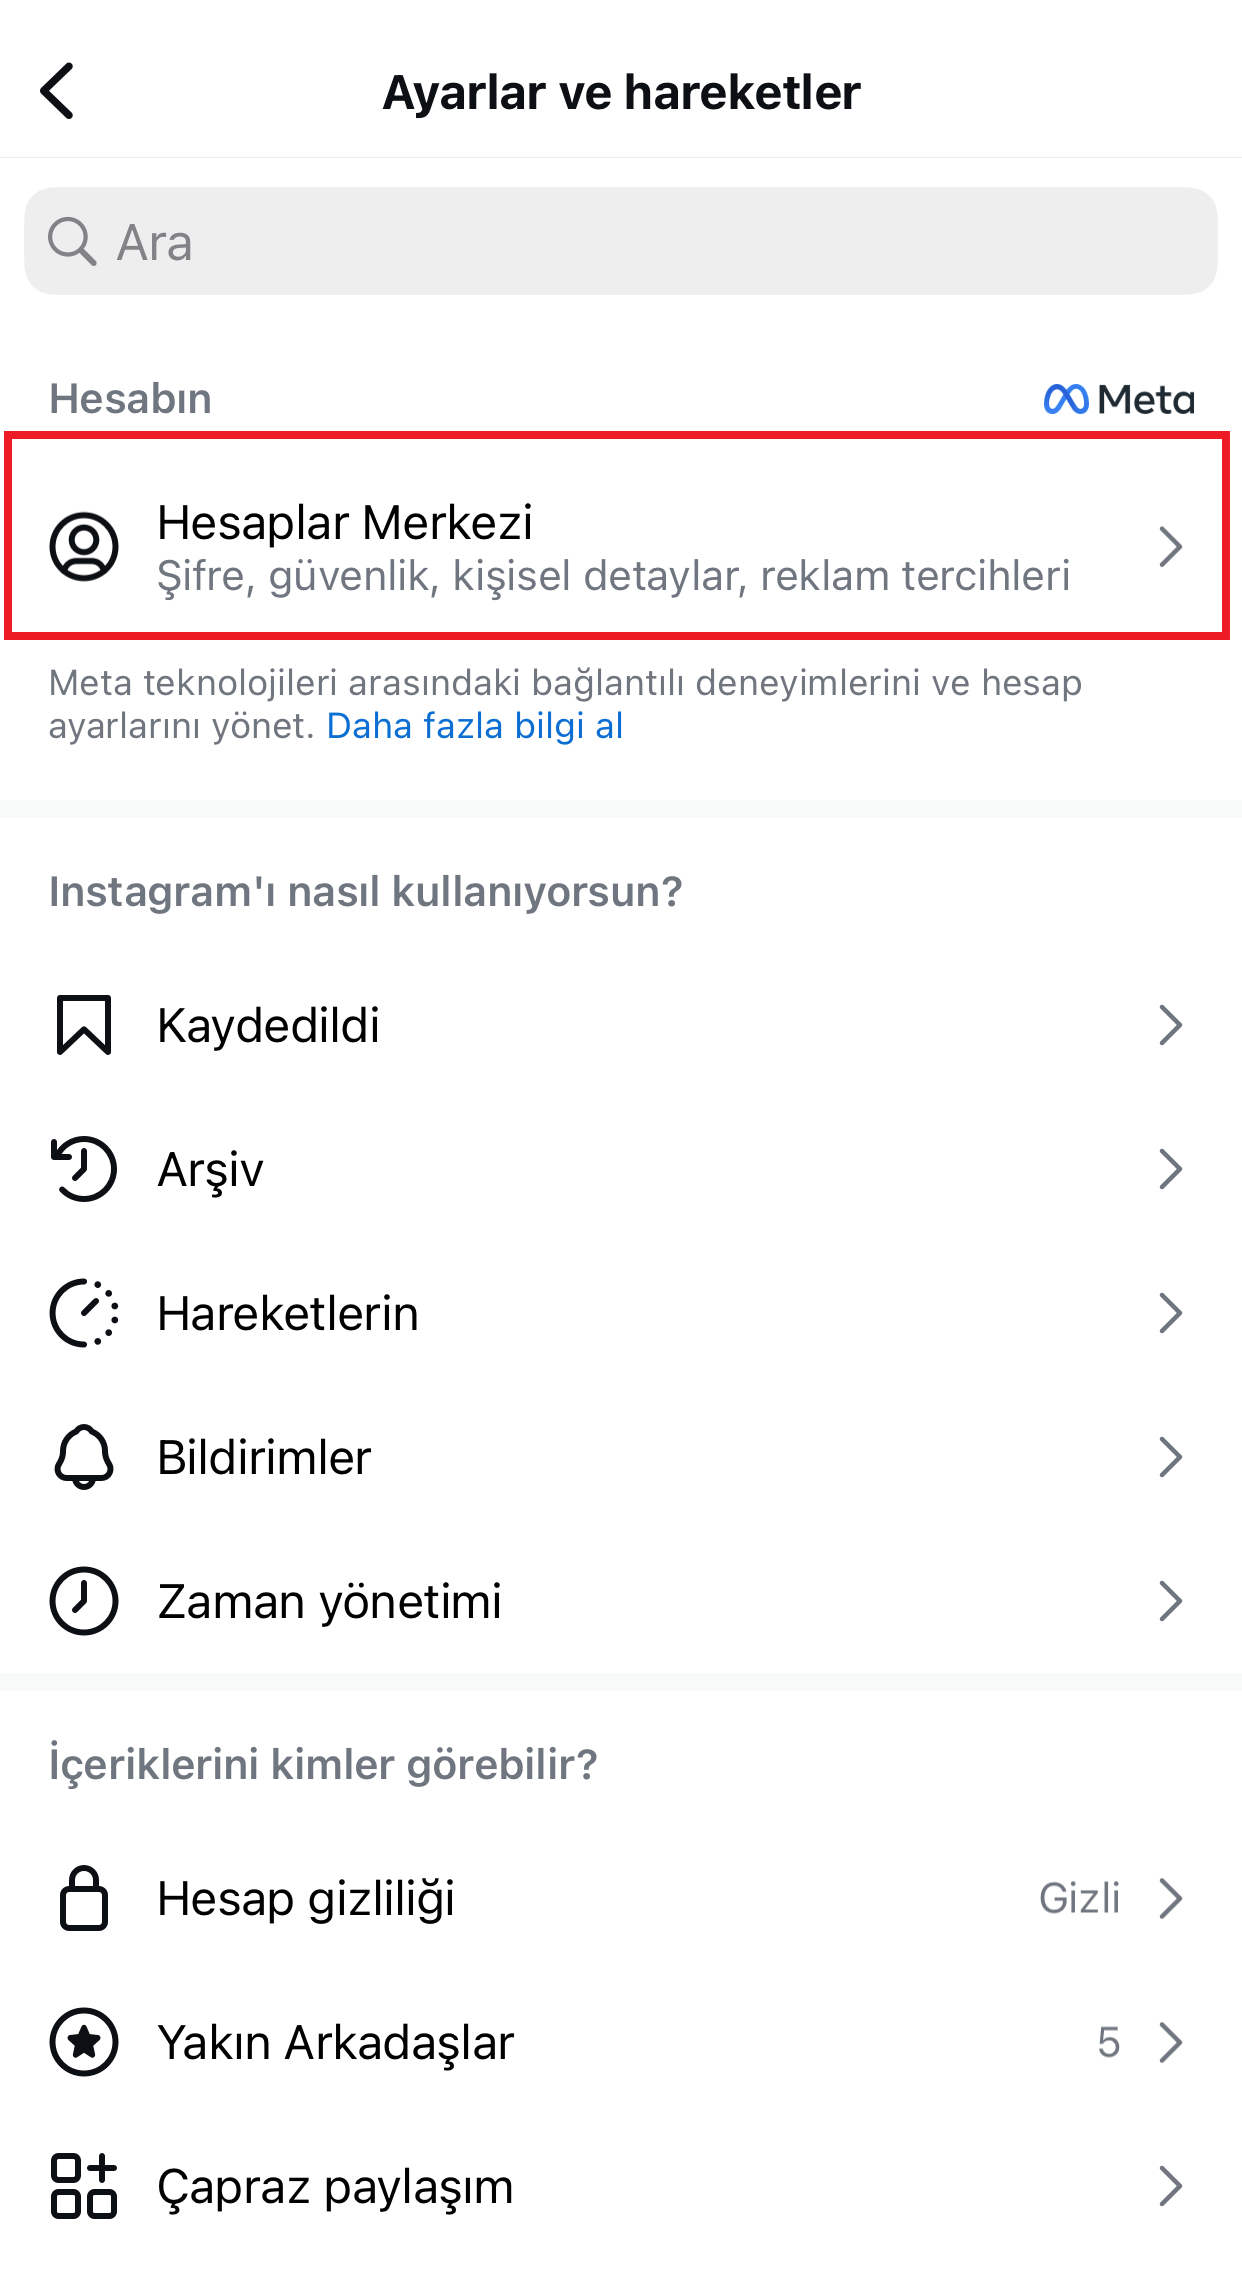 Ayarlar ve hareketler
Ara
Hesabın
Meta
Hesaplar Merkezi
Şifre, güvenlik, kişisel detaylar, reklam tercihleri
Meta teknolojileri arasındaki bağlantılı deneyimlerini ve hesap
ayarlarını yönet. Daha fazla bilgi al
Instagram'ı nasıl kullanıyorsun?
Kaydedildi
Arşiv
Hareketlerin
Bildirimler
Zaman yönetimi
İçeriklerini kimler görebilir?
Hesap gizliliği
Gizli
Yakın Arkadaşlar
5
Çapraz paylaşım